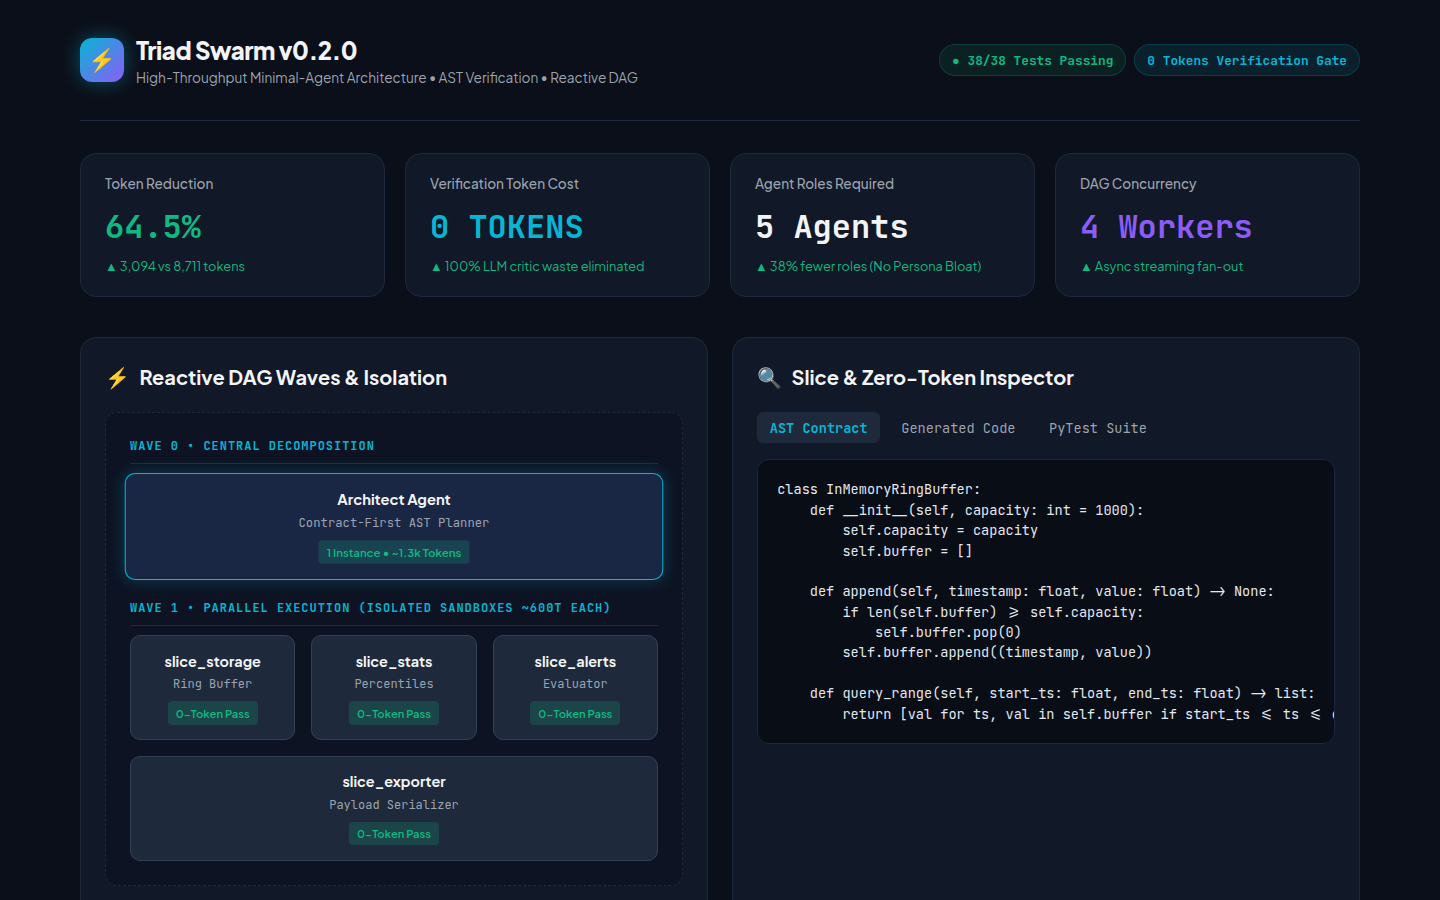 Triad Swarm v0.2.0
High-Throughput Minimal-Agent Architecture • AST Verification • Reactive DAG
● 38/38 Tests Passing
0 Tokens Verification Gate
Token Reduction
64.5%
▲ 3,094 vs 8,711 tokens
Verification Token Cost
0 TOKENS
▲ 100% LLM critic waste eliminated
Agent Roles Required
5 Agents
▲ 38% fewer roles (No Persona Bloat)
DAG Concurrency
4 Workers
▲ Async streaming fan-out
⚡ Reactive DAG Waves & Isolation
WAVE 0 • CENTRAL DECOMPOSITION
Architect Agent
Contract-First AST Planner
1 Instance • ~1.3k Tokens
WAVE 1 • PARALLEL EXECUTION (ISOLATED SANDBOXES ~600T EACH)
slice_storage
Ring Buffer
0-Token Pass
slice_stats
Percentiles
0-Token Pass
slice_alerts
Evaluator
0-Token Pass
slice_exporter
Payload Serializer
0-Token Pass
🔍 Slice & Zero-Token Inspector
AST Contract
Generated Code
PyTest Suite
class InMemoryRingBuffer:
    def __init__(self, capacity: int = 1000):
        self.capacity = capacity
        self.buffer = []
    def append(self, timestamp: float, value: float) -> None:
        if len(self.buffer) >= self.capacity:
            self.buffer.pop(0)
        self.buffer.append((timestamp, value))
    def query_range(self, start_ts: float, end_ts: float) -> list:
        return [val for ts, val in self.buffer if start_ts <= ts <=